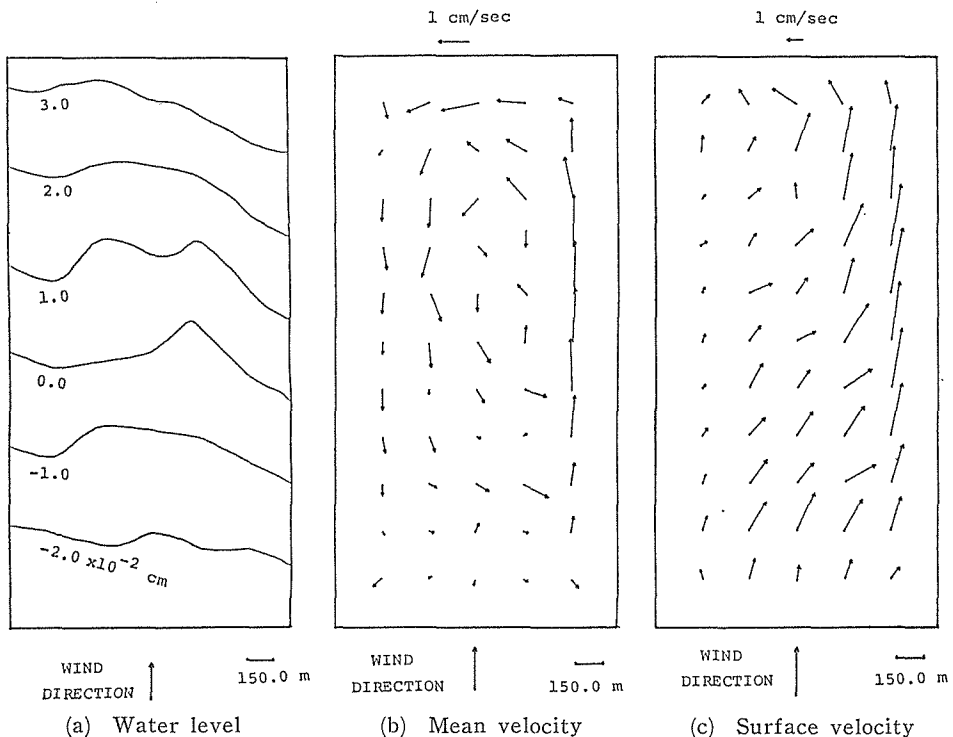 1 cm/sec
1 cm/sec
3.0
2.0
1.0
0.0
-1.0
-2.0 x10-2 cm
WIND
DIRECTION
150.0 m
WIND
DIRECTION
150.0 m
WIND
DIRECTION
150.0 m
(a) Water level
(b) Mean velocity
(c) Surface velocity